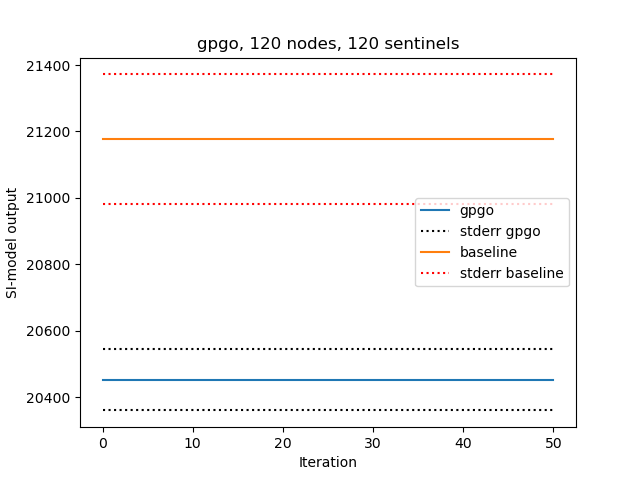 gpgo, 120 nodes, 120 sentinels
21400
21200
21000
20800
20600
20400
SI-model output
gpgo
stderr gpgo
baseline
stderr baseline
0 10 20 30 40 50
Iteration